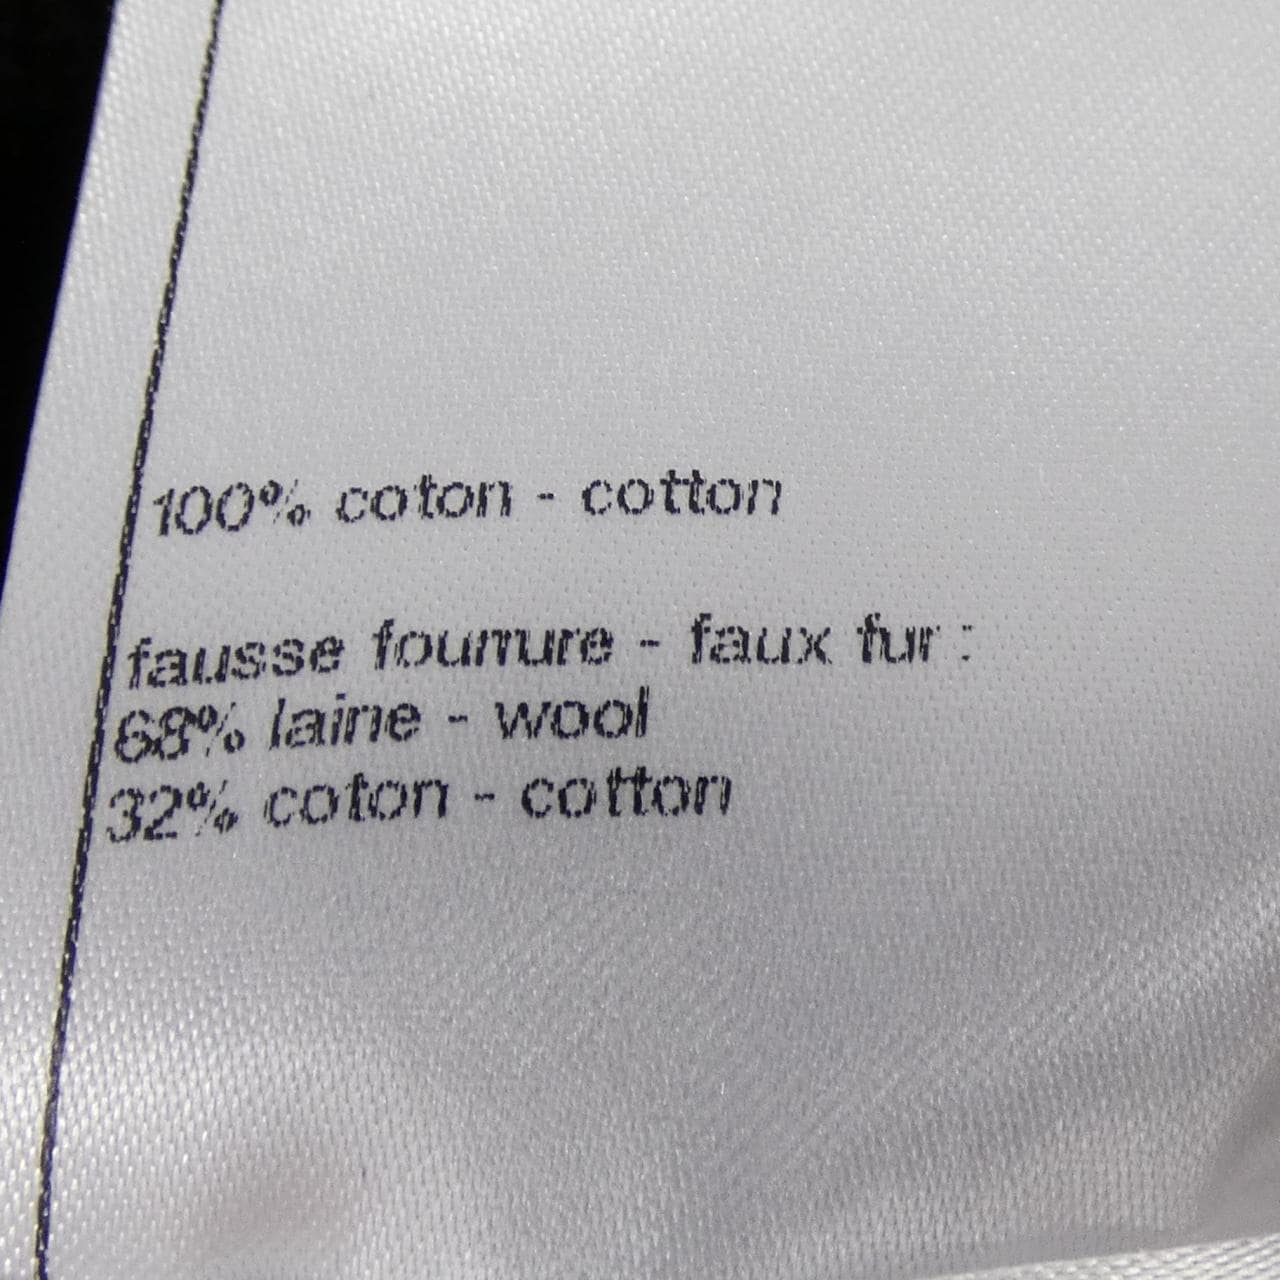 100% coton - cotton
fausse fourrure - faux fur :
68% laine - wool
32% coton - cotton